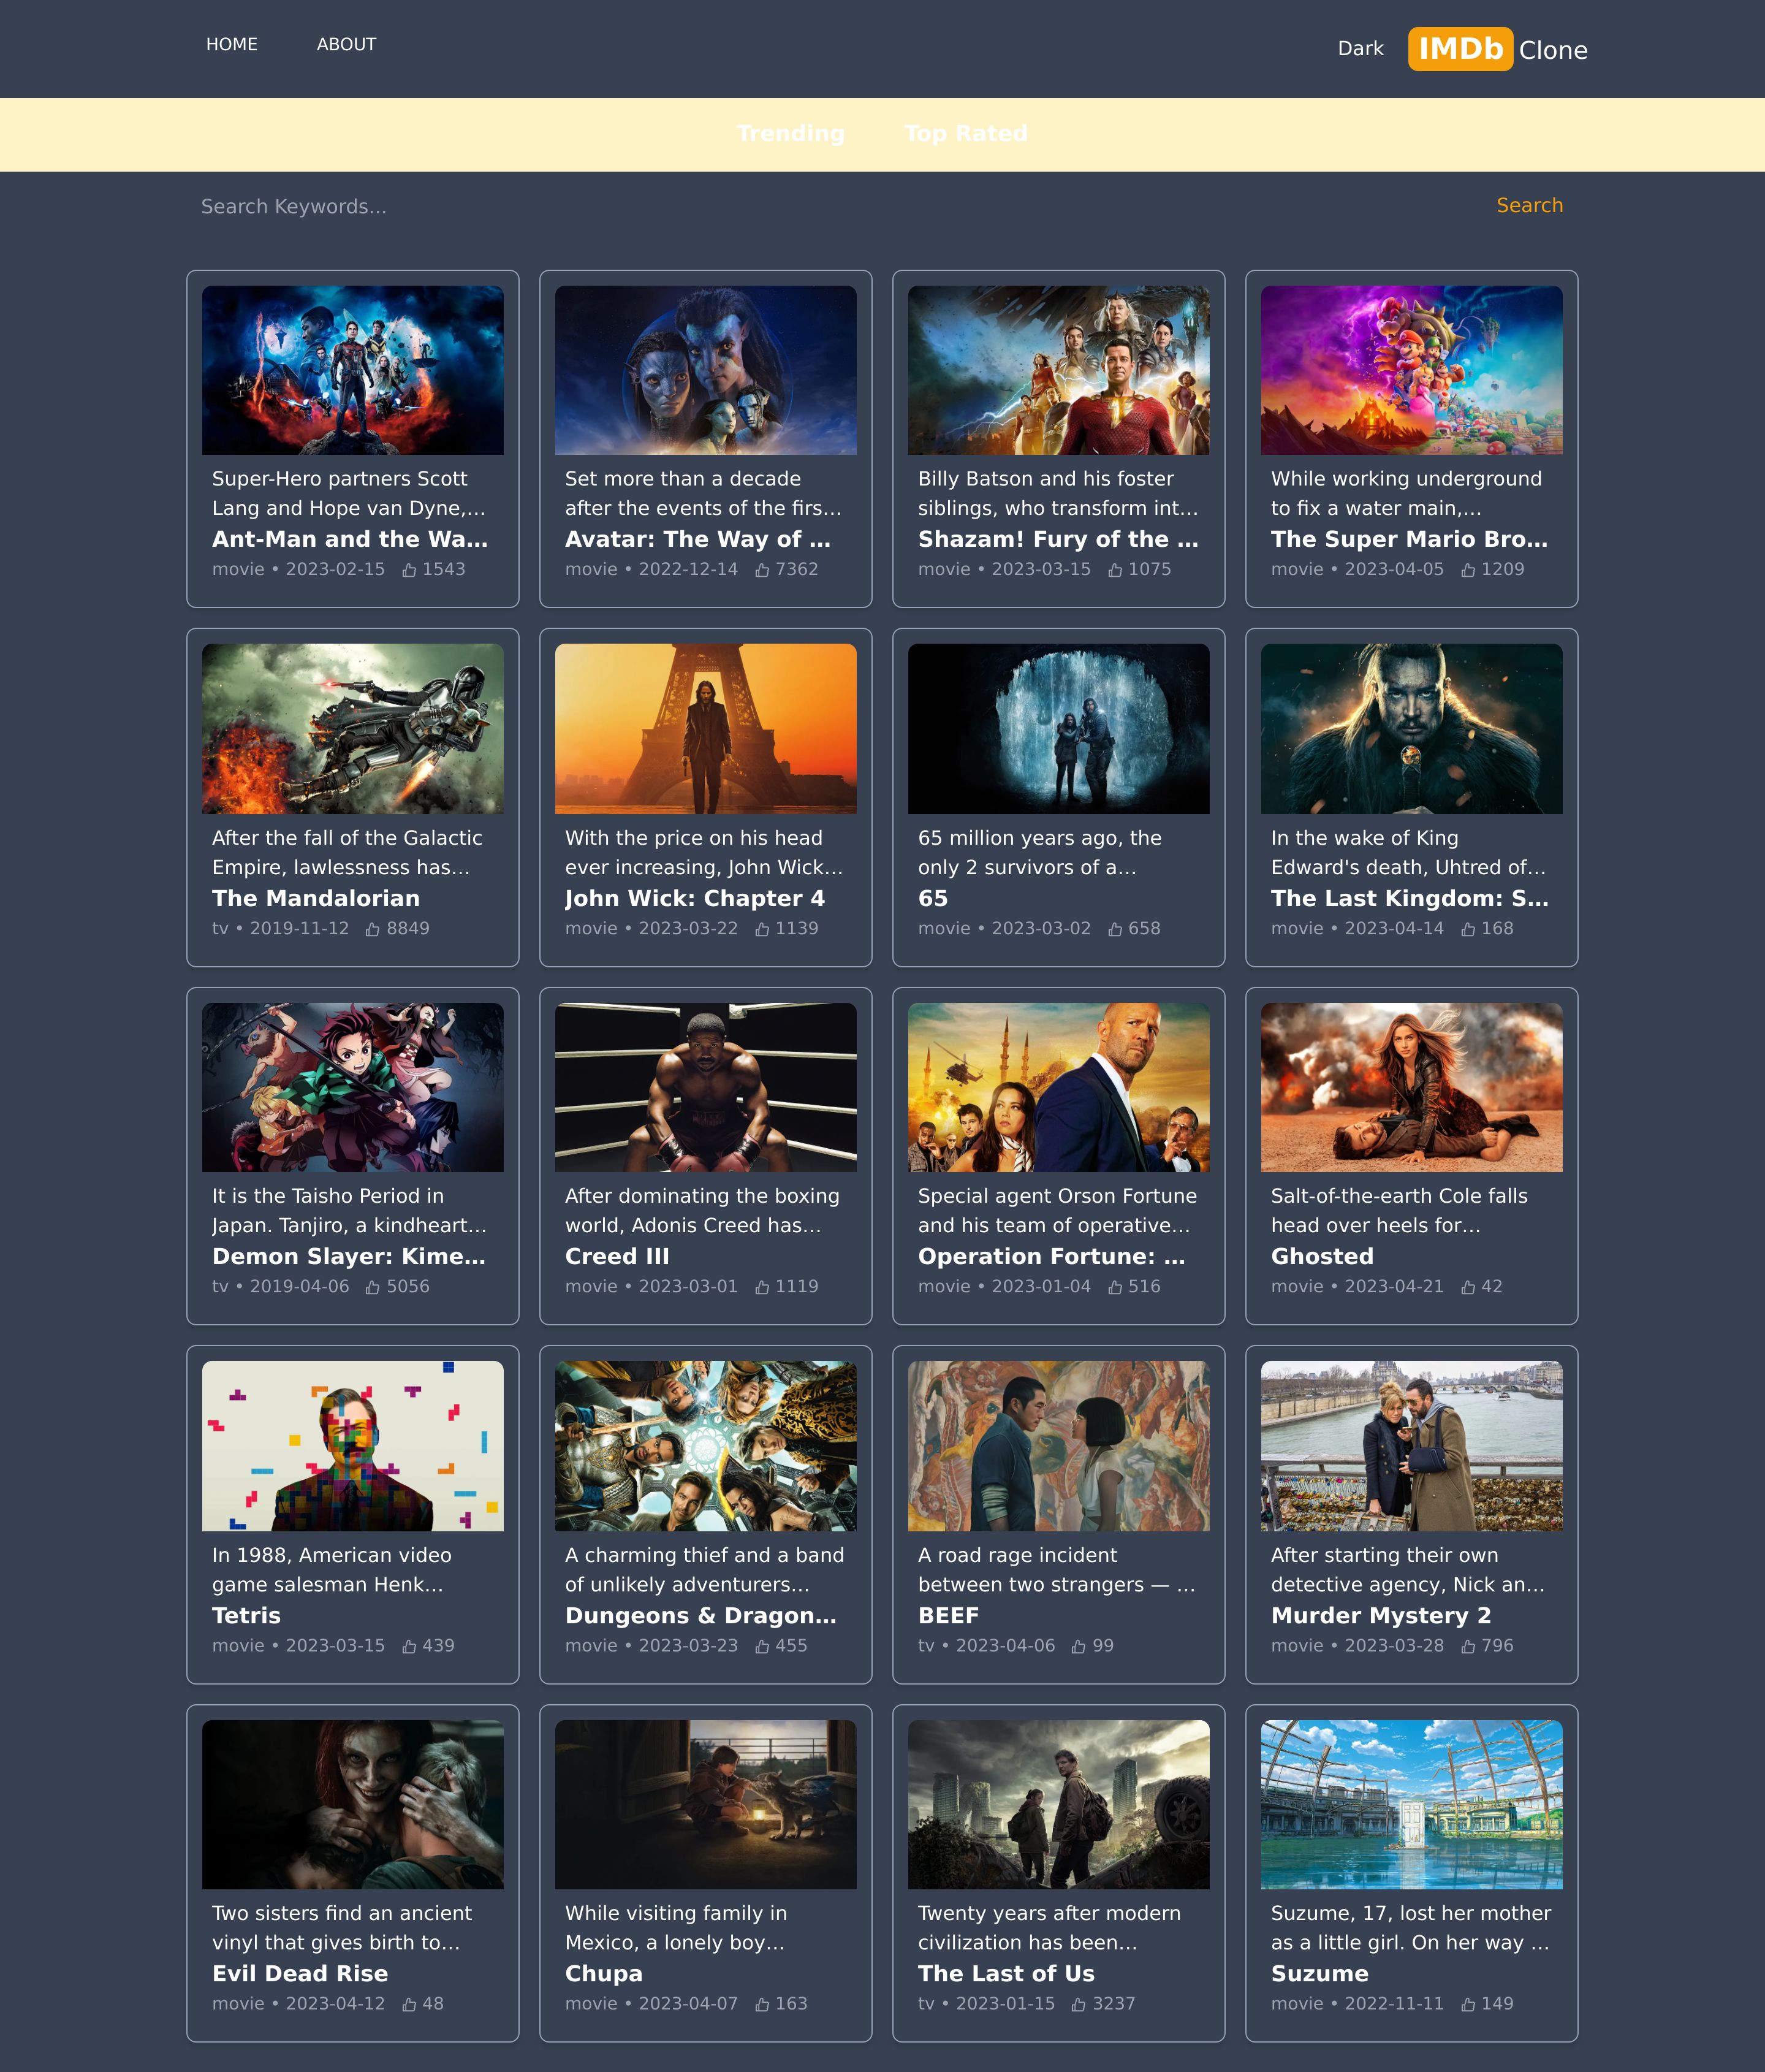 HOME ABOUT Dark IMDb Clone
Trending Top Rated
Search Keywords... Search
Super-Hero partners Scott
Lang and Hope van Dyne,...
Ant-Man and the Wa...
movie • 2023-02-15 1543
Set more than a decade
after the events of the firs...
Avatar: The Way of ...
movie • 2022-12-14 7362
Billy Batson and his foster
siblings, who transform int...
Shazam! Fury of the ...
movie • 2023-03-15 1075
While working underground
to fix a water main,...
The Super Mario Bro...
movie • 2023-04-05 1209
After the fall of the Galactic
Empire, lawlessness has...
The Mandalorian
tv • 2019-11-12 8849
With the price on his head
ever increasing, John Wick...
John Wick: Chapter 4
movie • 2023-03-22 1139
65 million years ago, the
only 2 survivors of a...
65
movie • 2023-03-02 658
In the wake of King
Edward's death, Uhtred of...
The Last Kingdom: S...
movie • 2023-04-14 168
It is the Taisho Period in
Japan. Tanjiro, a kindheart...
Demon Slayer: Kime...
tv • 2019-04-06 5056
After dominating the boxing
world, Adonis Creed has...
Creed III
movie • 2023-03-01 1119
Special agent Orson Fortune
and his team of operative...
Operation Fortune: ...
movie • 2023-01-04 516
Salt-of-the-earth Cole falls
head over heels for...
Ghosted
movie • 2023-04-21 42
In 1988, American video
game salesman Henk...
Tetris
movie • 2023-03-15 439
A charming thief and a band
of unlikely adventurers...
Dungeons & Dragon...
movie • 2023-03-23 455
A road rage incident
between two strangers — ...
BEEF
tv • 2023-04-06 99
After starting their own
detective agency, Nick an...
Murder Mystery 2
movie • 2023-03-28 796
Two sisters find an ancient
vinyl that gives birth to...
Evil Dead Rise
movie • 2023-04-12 48
While visiting family in
Mexico, a lonely boy...
Chupa
movie • 2023-04-07 163
Twenty years after modern
civilization has been...
The Last of Us
tv • 2023-01-15 3237
Suzume, 17, lost her mother
as a little girl. On her way ...
Suzume
movie • 2022-11-11 149